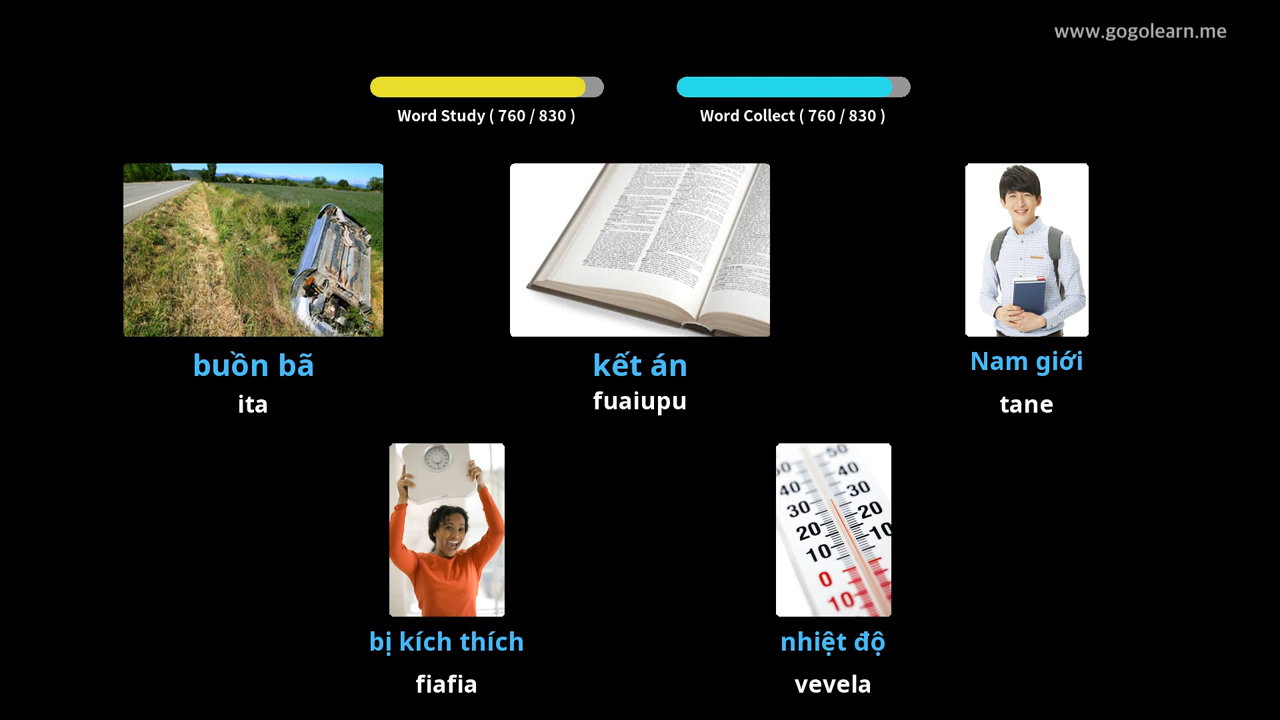 www.gogolearn.me
Word Study ( 760 / 830 )
Word Collect ( 760 / 830 )
buồn bã
ita
kết án
fuaiupu
Nam giới
tane
bị kích thích
fiafia
nhiệt độ
vevela